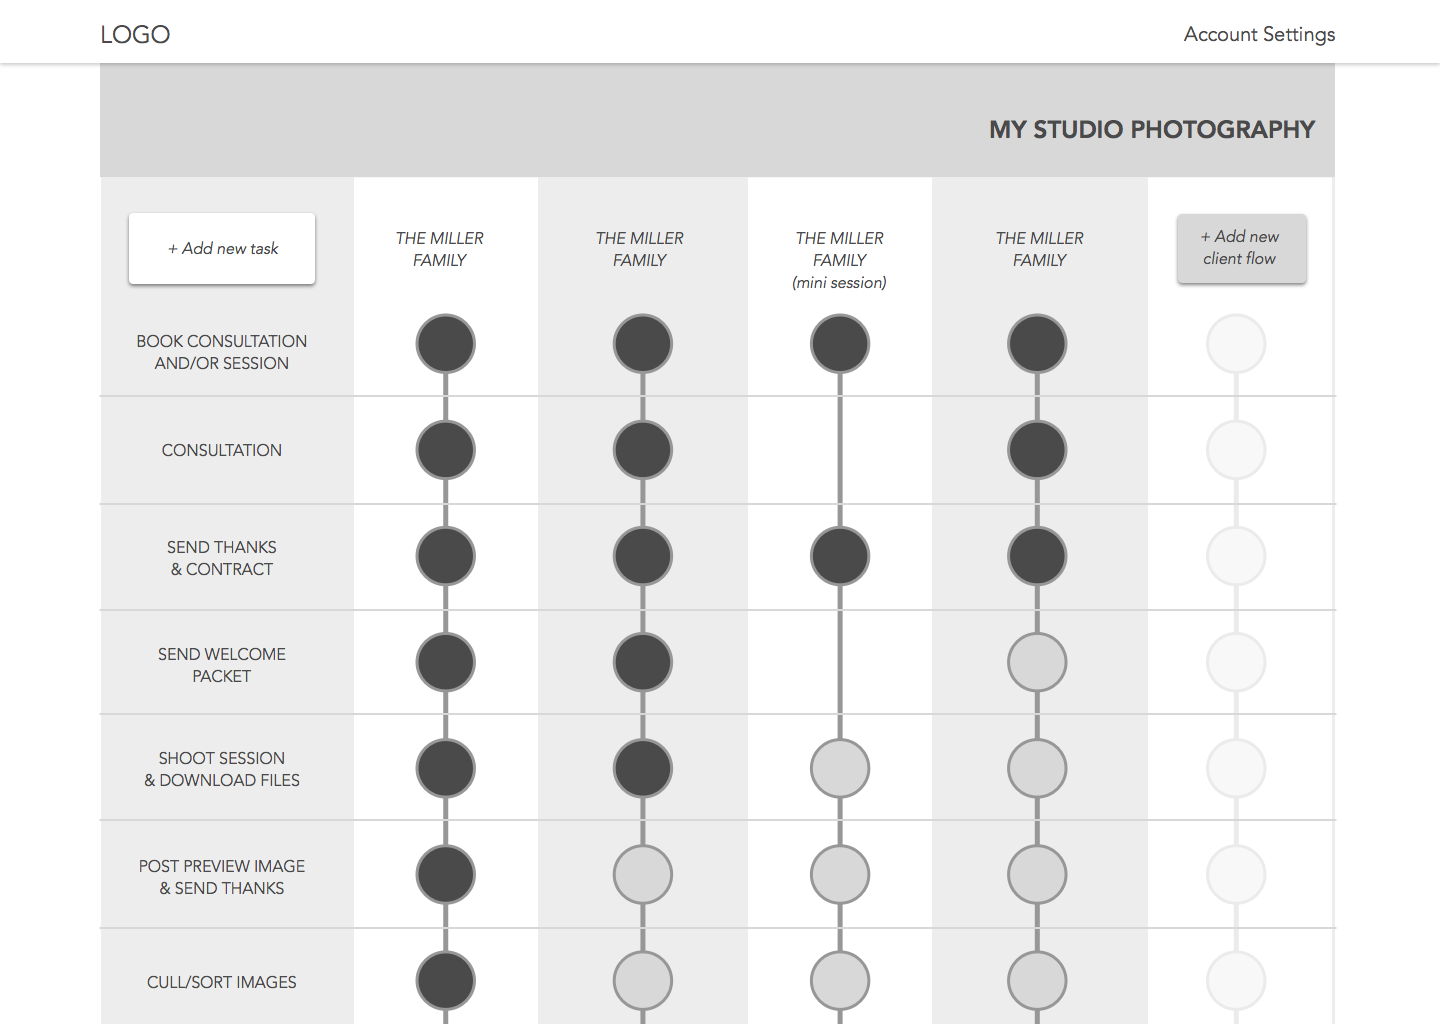 LOGO
Account Settings
MY STUDIO PHOTOGRAPHY
+ Add new task
THE MILLER
FAMILY
THE MILLER
FAMILY
THE MILLER
FAMILY
(mini session)
THE MILLER
FAMILY
+ Add new
client flow
BOOK CONSULTATION
AND/OR SESSION
CONSULTATION
SEND THANKS
& CONTRACT
SEND WELCOME
PACKET
SHOOT SESSION
& DOWNLOAD FILES
POST PREVIEW IMAGE
& SEND THANKS
CULL/SORT IMAGES